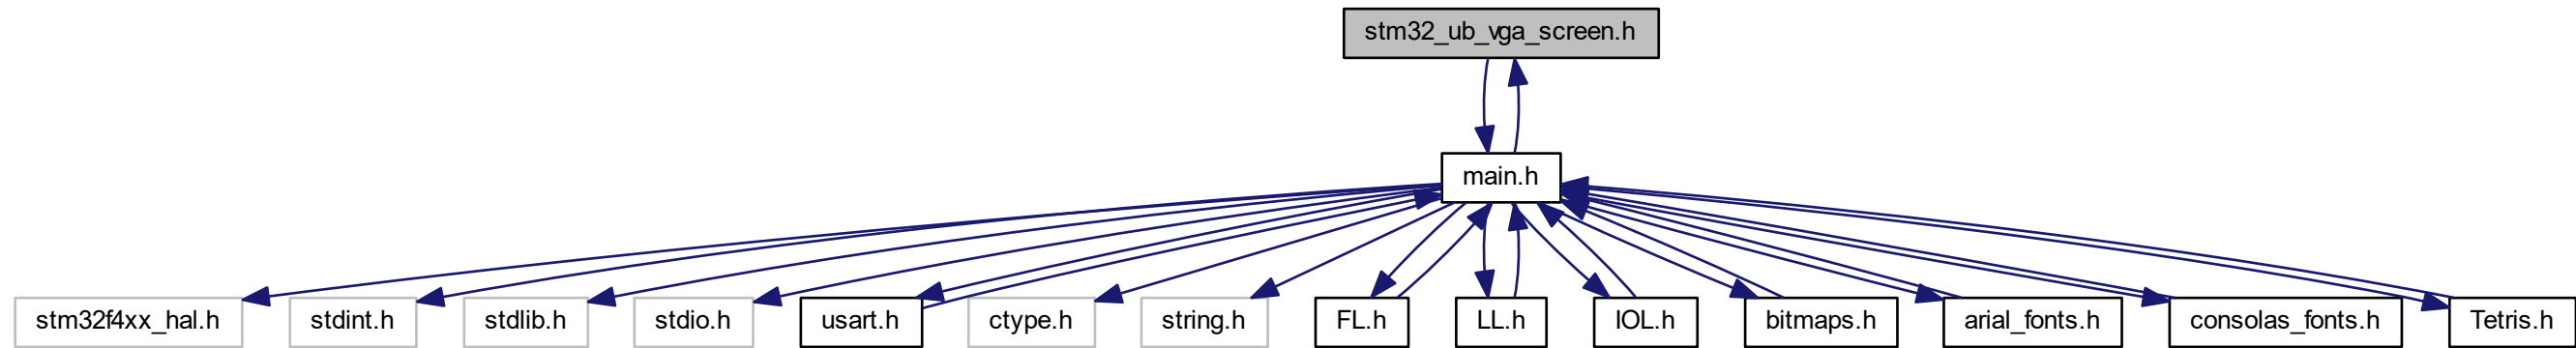 stm32_ub_vga_screen.h
main.h
stm32f4xx_hal.h
stdint.h
stdlib.h
stdio.h
usart.h
ctype.h
string.h
FL.h
LL.h
IOL.h
bitmaps.h
arial_fonts.h
consolas_fonts.h
Tetris.h